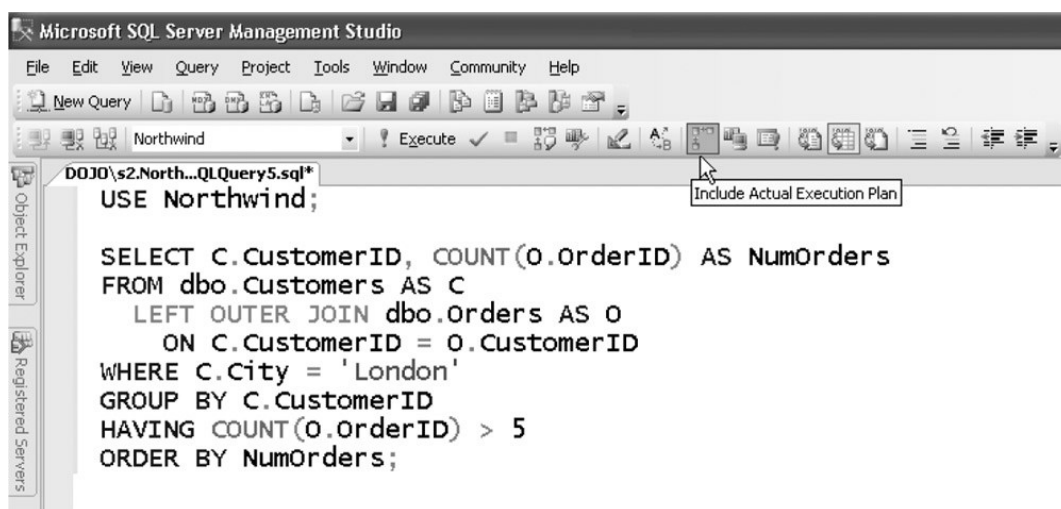 Microsoft SQL Server Management Studio
File Edit View Query Project Tools Window Community Help
New Query
Northwind Execute
DOJO\s2.North...QLQuery5.sql*
Include Actual Execution Plan
Object Explorer
Registered Servers
USE Northwind;
SELECT C.CustomerID, COUNT(O.OrderID) AS NumOrders
FROM dbo.Customers AS C
LEFT OUTER JOIN dbo.Orders AS O
ON C.CustomerID = O.CustomerID
WHERE C.City = 'London'
GROUP BY C.CustomerID
HAVING COUNT(O.OrderID) > 5
ORDER BY NumOrders;